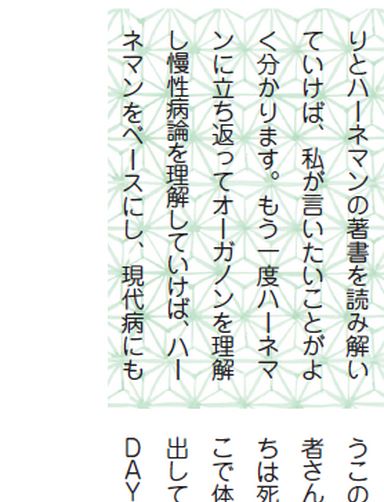 りとハーネマンの著書を読み解い
ていけば、私が言いたいことがよ
く分かります。もう一度ハーネマ
ンに立ち返ってオーガノンを理解
し慢性病論を理解していけば、ハー
ネマンをベースにし、現代病にも
うこの
者さん
ちは死
こで体
出して
DAY